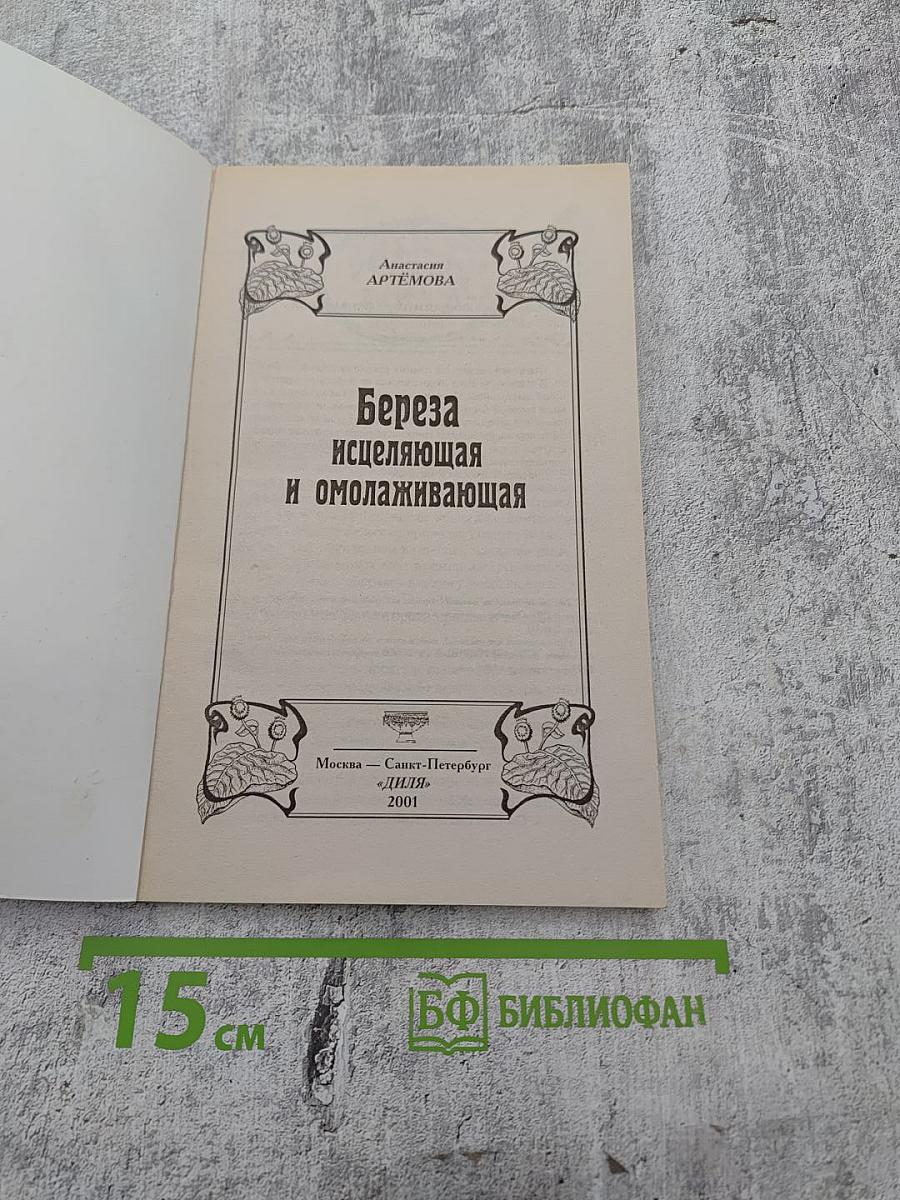 Анастасия
АРТЁМОВА
Береза
исцеляющая
и омолаживающая
Москва — Санкт-Петербург
«ДИЛЯ»
2001
15 см
БФ БИБЛИОФАН